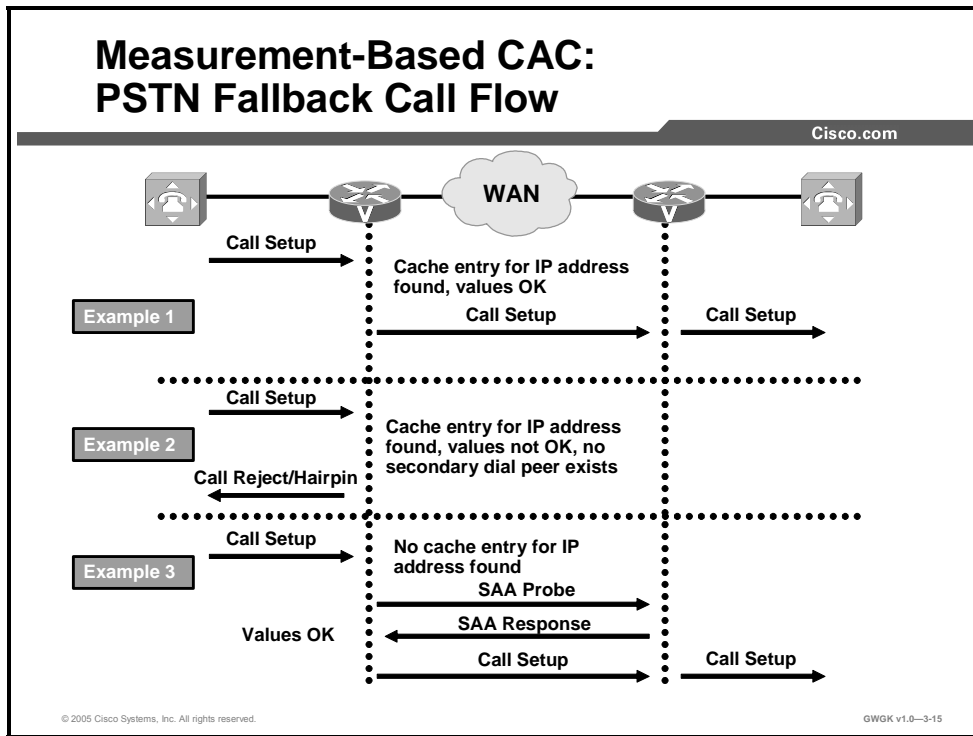 Measurement-Based CAC:
PSTN Fallback Call Flow
Cisco.com
WAN
V
V
Call Setup
Cache entry for IP address
found, values OK
Example 1
Call Setup
Call Setup
Call Setup
Cache entry for IP address
found, values not OK, no
secondary dial peer exists
Example 2
Call Reject/Hairpin
Call Setup
No cache entry for IP
address found
Example 3
SAA Probe
SAA Response
Values OK
Call Setup
Call Setup
© 2005 Cisco Systems, Inc. All rights reserved.
GWGK v1.0—3-15